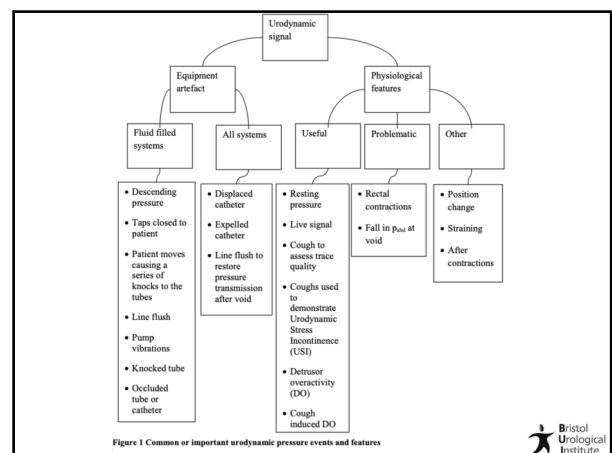 Urodynamic
signal
Equipment
artefact
Physiological
features
Fluid filled
systems
All systems
Useful
Problematic
Other
• Descending
pressure
• Taps closed to
patient
• Patient moves
causing a
series of
knocks to the
tubes
• Line flush
• Pump
vibrations
• Knocked tube
• Occluded
tube or
catheter
• Displaced
catheter
• Expelled
catheter
• Line flush to
restore
pressure
transmission
after void
• Resting
pressure
• Live signal
• Cough to
assess trace
quality
• Coughs used
to
demonstrate
Urodynamic
Stress
Incontinence
(USI)
• Detrusor
overactivity
(DO)
• Cough
induced DO
• Rectal
contractions
• Fall in pabd at
void
• Position
change
• Straining
• After
contractions
Figure 1 Common or important urodynamic pressure events and features
Bristol
Urological
Institute